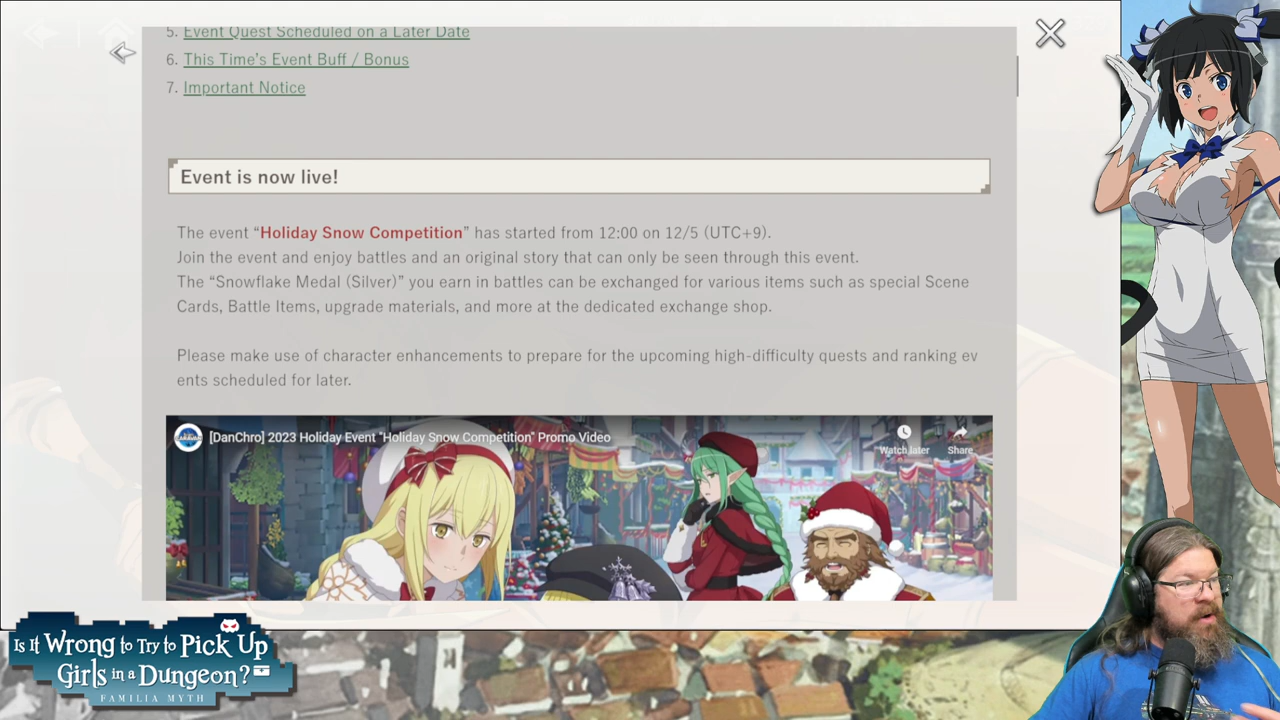 5. Event Quest Scheduled on a Later Date
6. This Time's Event Buff / Bonus
7. Important Notice
Event is now live!
The event “Holiday Snow Competition” has started from 12:00 on 12/5 (UTC+9).
Join the event and enjoy battles and an original story that can only be seen through this event.
The “Snowflake Medal (Silver)” you earn in battles can be exchanged for various items such as special Scene
Cards, Battle Items, upgrade materials, and more at the dedicated exchange shop.
Please make use of character enhancements to prepare for the upcoming high-difficulty quests and ranking ev
ents scheduled for later.
[DanChro] 2023 Holiday Event "Holiday Snow Competition" Promo Video
Watch later
Share
Is it Wrong to Try to Pick Up
Girls in a Dungeon?
FAMILIA MYTH